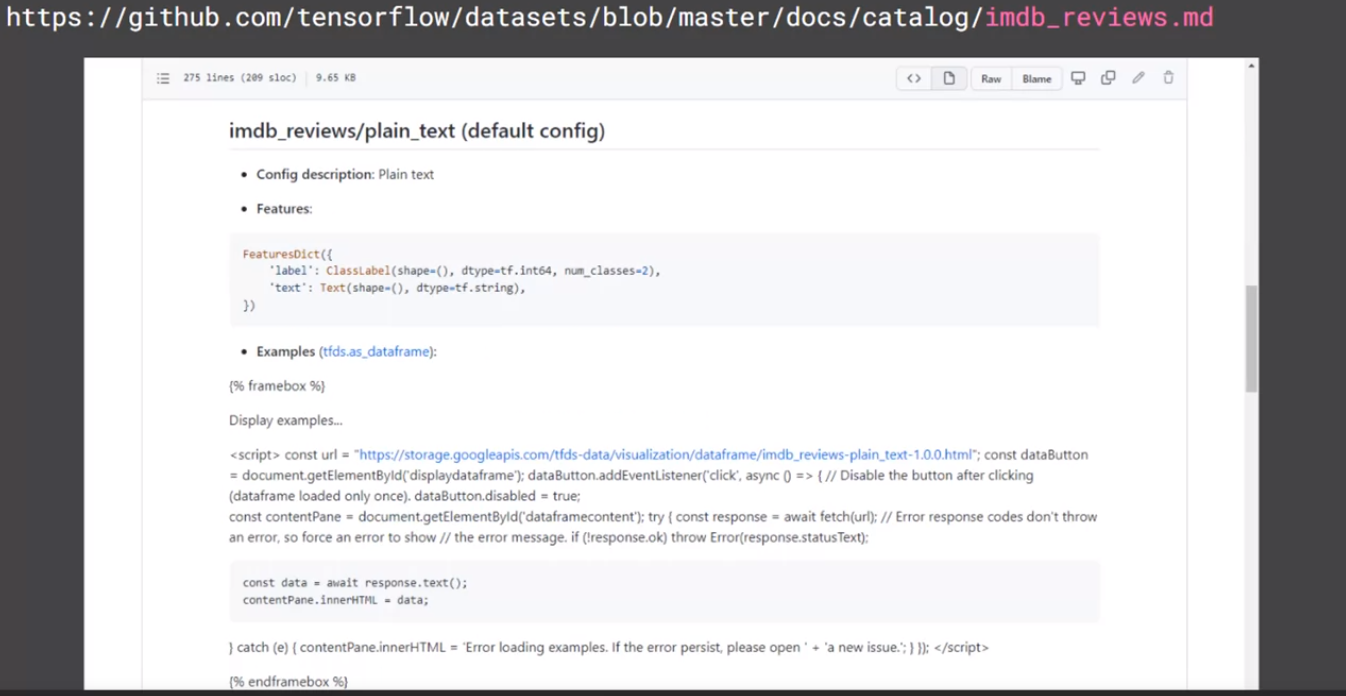 https://github.com/tensorflow/datasets/blob/master/docs/catalog/imdb_reviews.md
275 lines (209 sloc) 9.65 KB
Raw Blame
imdb_reviews/plain_text (default config)
• Config description: Plain text
• Features:
FeaturesDict({
'label': ClassLabel(shape=(), dtype=tf.int64, num_classes=2),
'text': Text(shape=(), dtype=tf.string),
})
• Examples (tfds.as_dataframe):
{% framebox %}
Display examples...
<script> const url = "https://storage.googleapis.com/tfds-data/visualization/dataframe/imdb_reviews-plain_text-1.0.0.html"; const dataButton
= document.getElementById('displaydataframe'); dataButton.addEventListener('click', async () => { // Disable the button after clicking
(dataframe loaded only once). dataButton.disabled = true;
const contentPane = document.getElementById('dataframecontent'); try { const response = await fetch(url); // Error response codes don't throw
an error, so force an error to show // the error message. if (!response.ok) throw Error(response.statusText);
const data = await response.text();
contentPane.innerHTML = data;
} catch (e) { contentPane.innerHTML = 'Error loading examples. If the error persist, please open ' + 'a new issue.'; } }); </script>
{% endframebox %}